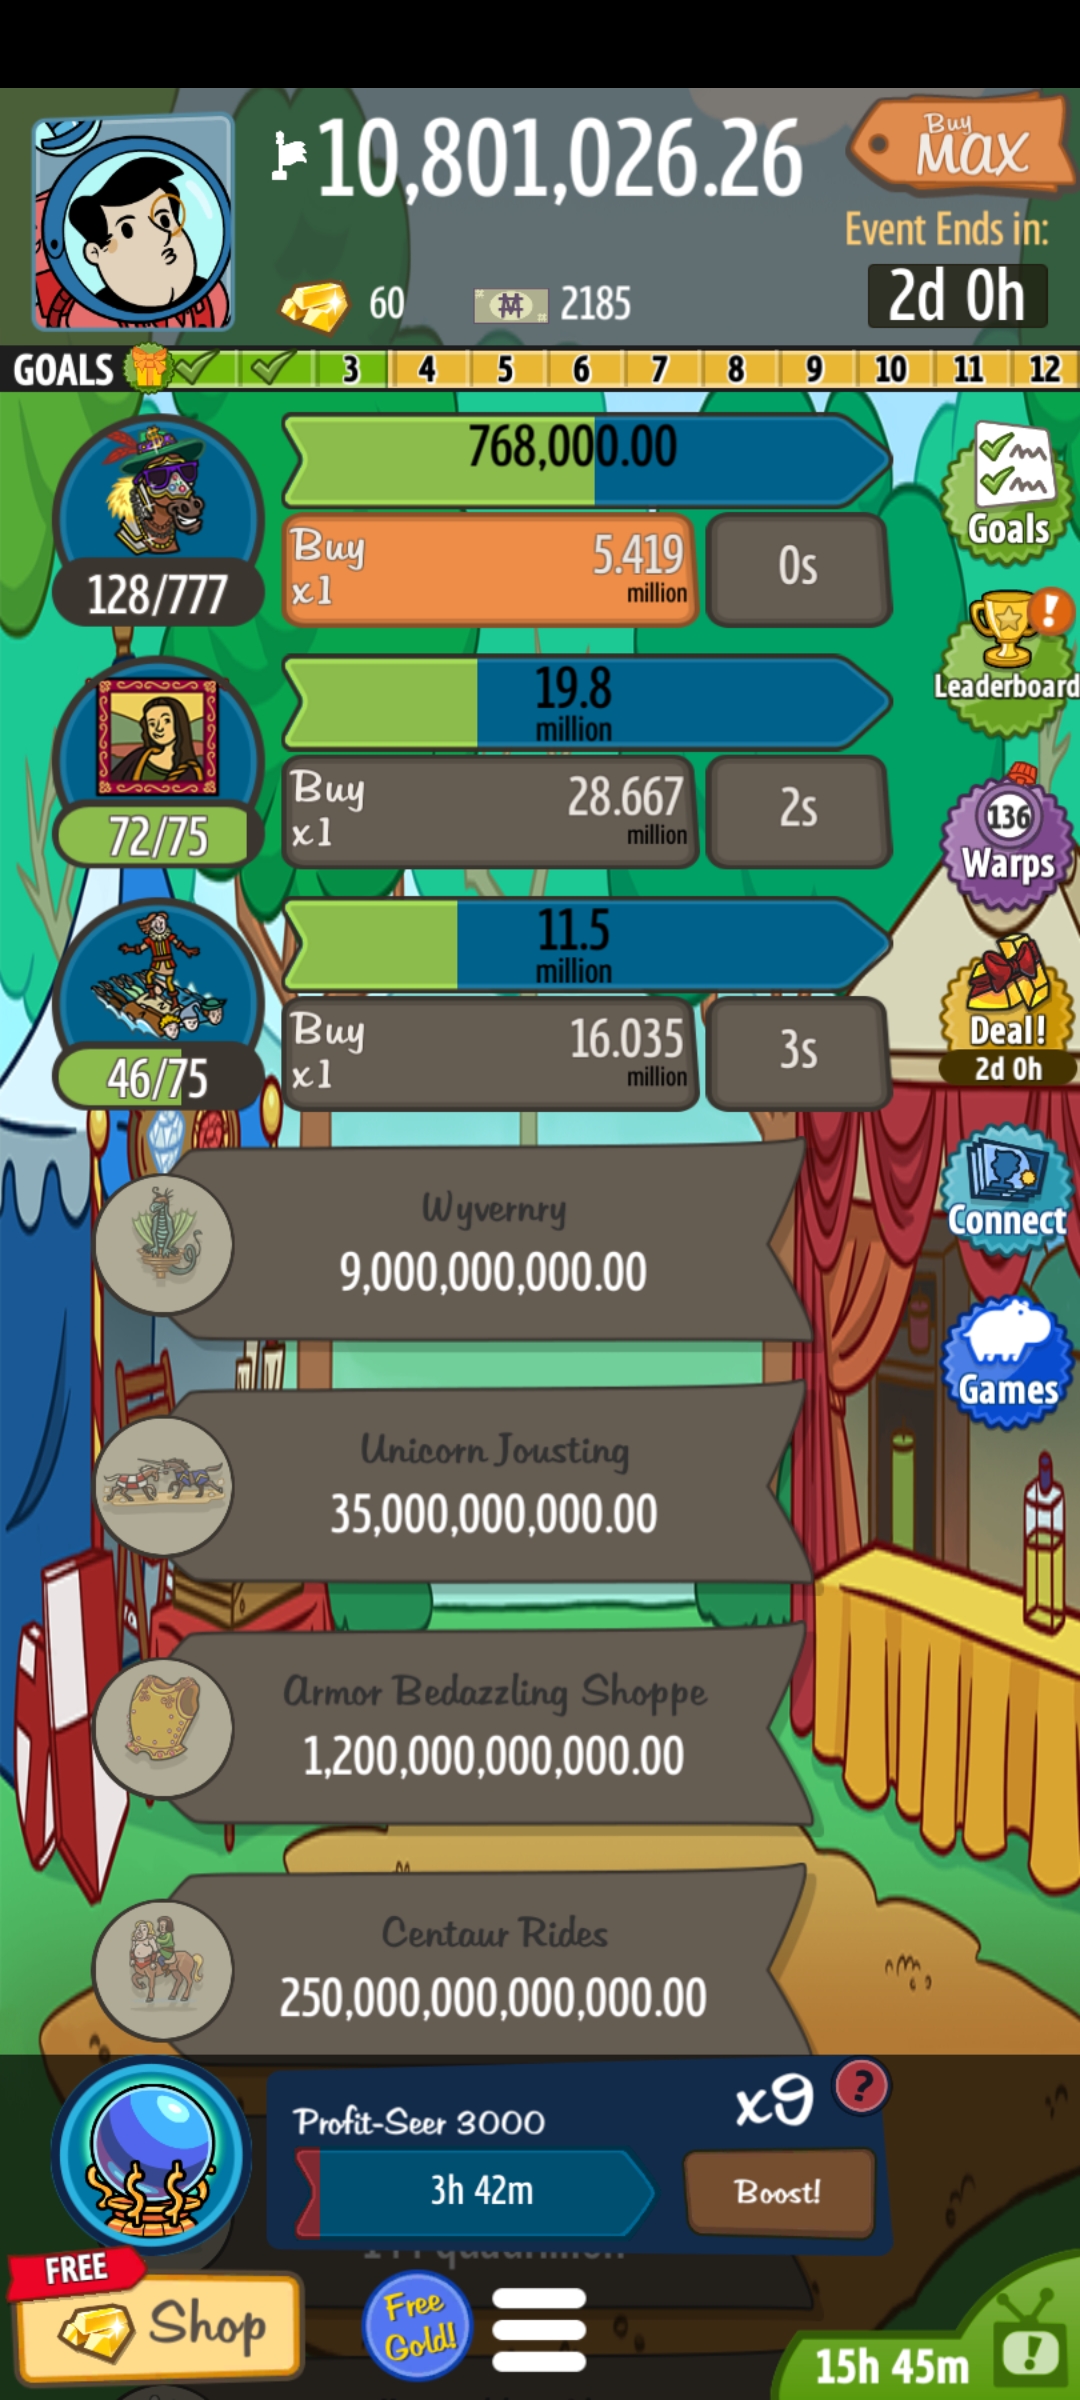 10,801,026.26
Buy
MAX
Event Ends in:
2d 0h
60
2185
GOALS
3 4 5 6 7 8 9 10 11 12
768,000.00
Buy
x1
5.419
million
0s
128/777
Goals
Leaderboard
19.8
million
Buy
x1
28.667
million
2s
72/75
136
Warps
11.5
million
Buy
x1
16.035
million
3s
46/75
Deal!
2d 0h
Wyvernry
9,000,000,000.00
Connect
Unicorn Jousting
35,000,000,000.00
Games
Armor Bedazzling Shoppe
1,200,000,000,000.00
Centaur Rides
250,000,000,000,000.00
Profit-Seer 3000
x9
?
3h 42m
Boost!
FREE
Shop
Free
Gold!
15h 45m